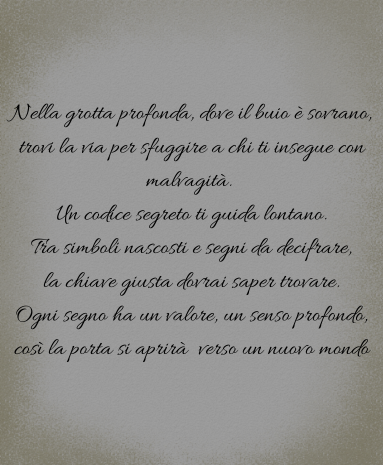 Nella grotta profonda, dove il buio è sovrano,
trovi la via per sfuggire a chi ti insegue con
malvagità.
Un codice segreto ti guida lontano.
Tra simboli nascosti e segni da decifrare,
la chiave giusta dovrai saper trovare.
Ogni segno ha un valore, un senso profondo,
così la porta si aprirà verso un nuovo mondo